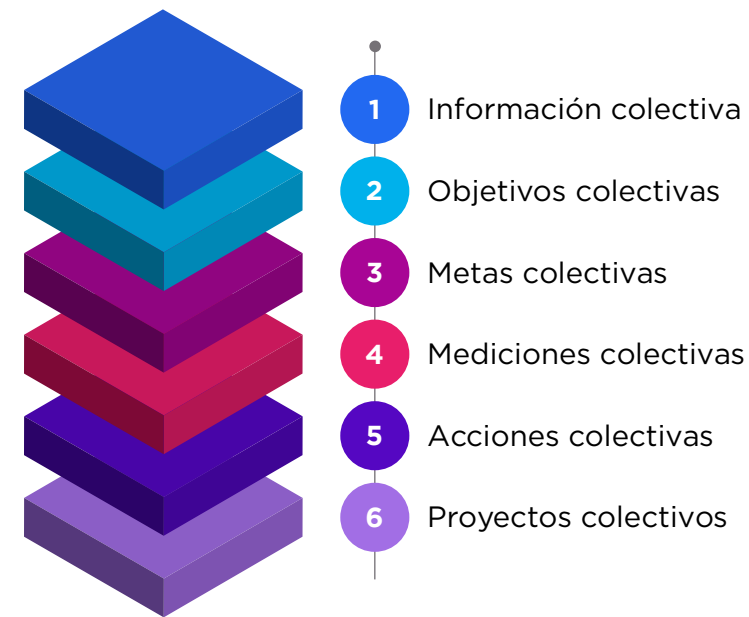 1 Información colectiva
2 Objetivos colectivas
3 Metas colectivas
4 Mediciones colectivas
5 Acciones colectivas
6 Proyectos colectivos